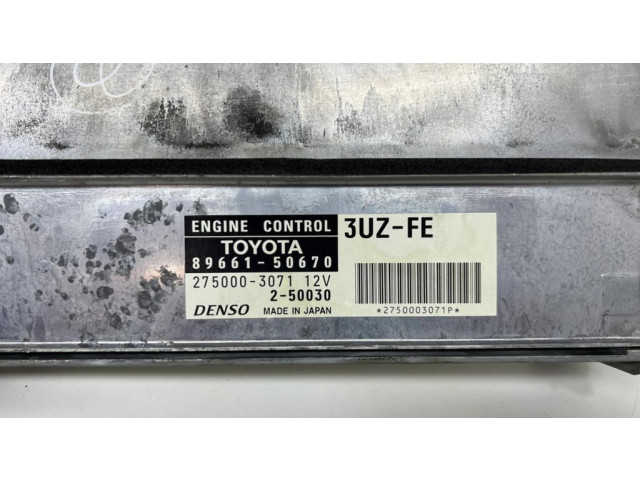 ENGINE CONTROL 3UZ-FE
TOYOTA
89661-50670
275000-3071 12V
2-50030
DENSO MADE IN JAPAN
*2750003071P*